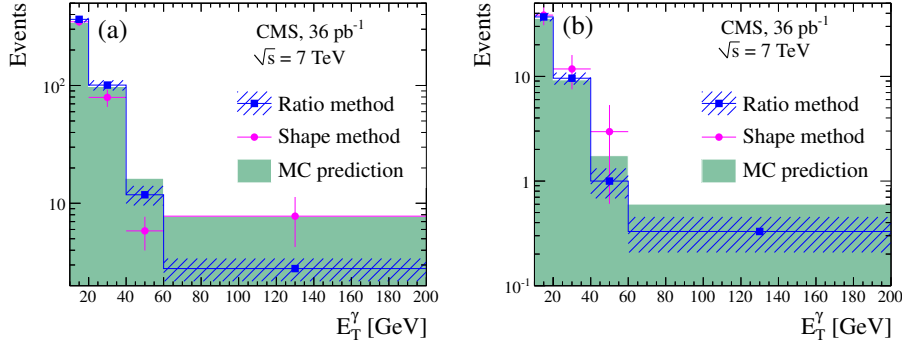 Events
10²
10
(a)
CMS, 36 pb⁻¹
√s = 7 TeV
Ratio method
Shape method
MC prediction
20 40 60 80 100 120 140 160 180 200
E_T^γ [GeV]
Events
10
1
10⁻¹
(b)
CMS, 36 pb⁻¹
√s = 7 TeV
Ratio method
Shape method
MC prediction
20 40 60 80 100 120 140 160 180 200
E_T^γ [GeV]